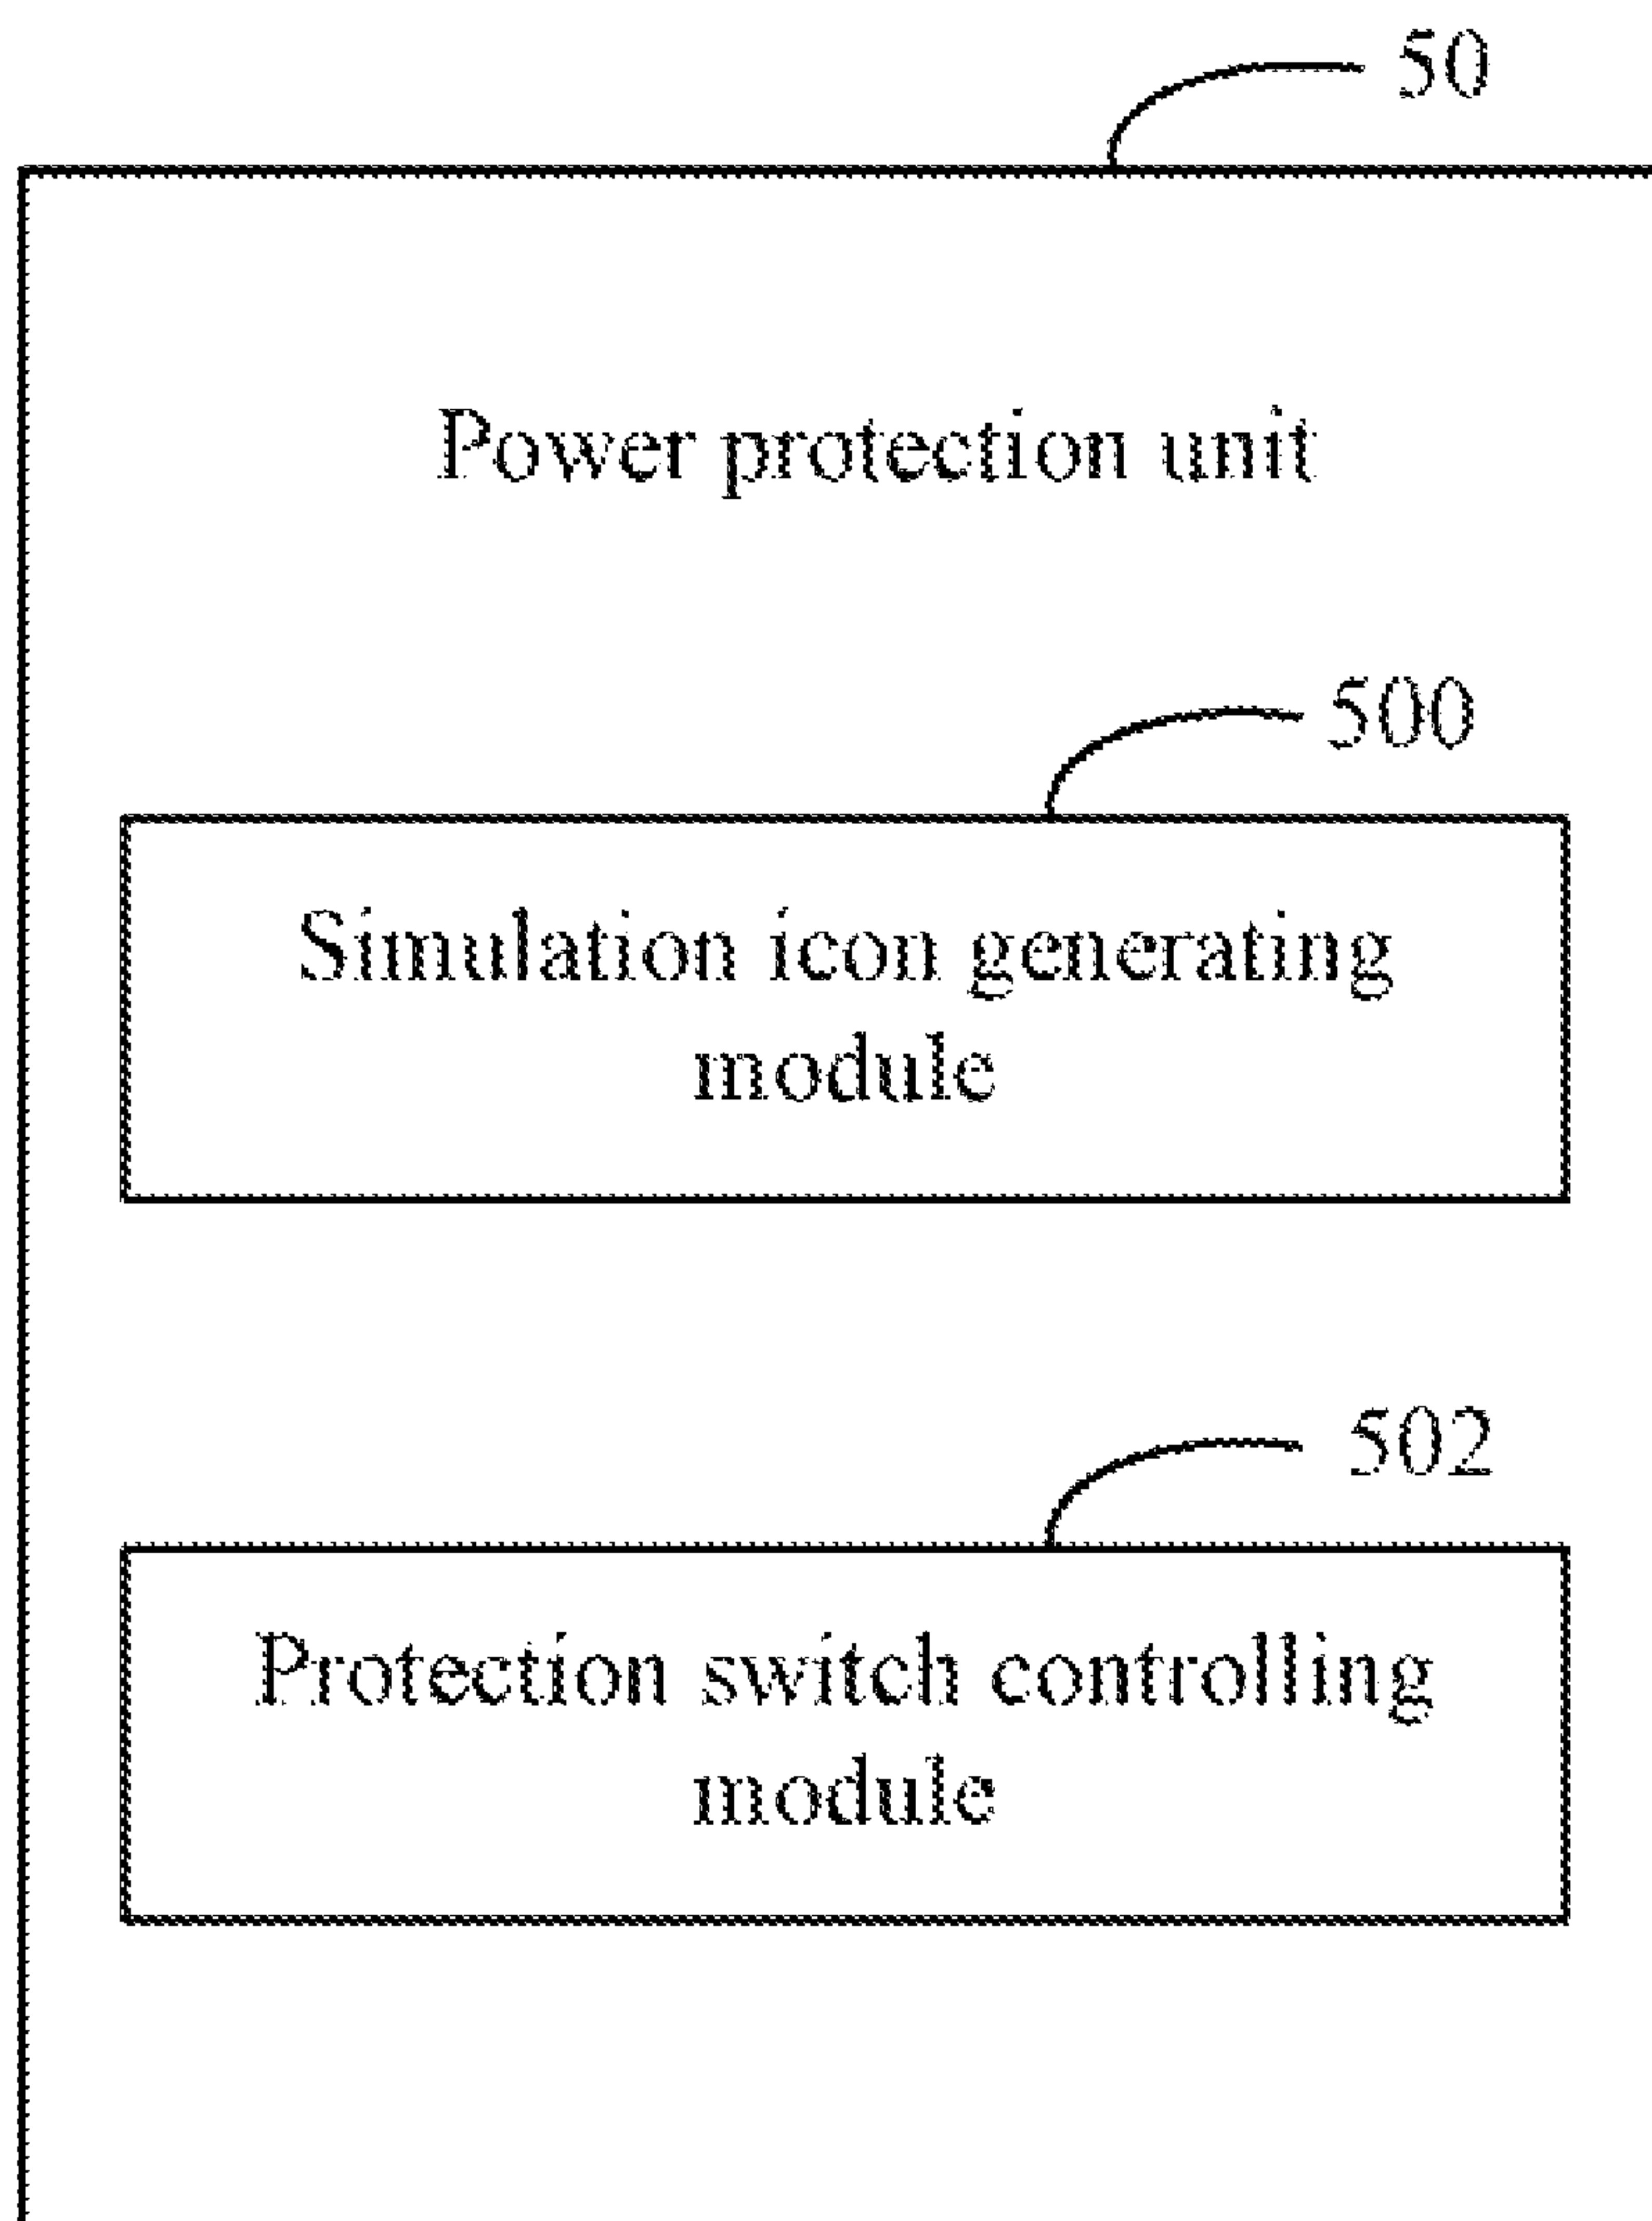 50
Power protection unit
500
Simulation icon generating
module
502
Protection switch controlling
module